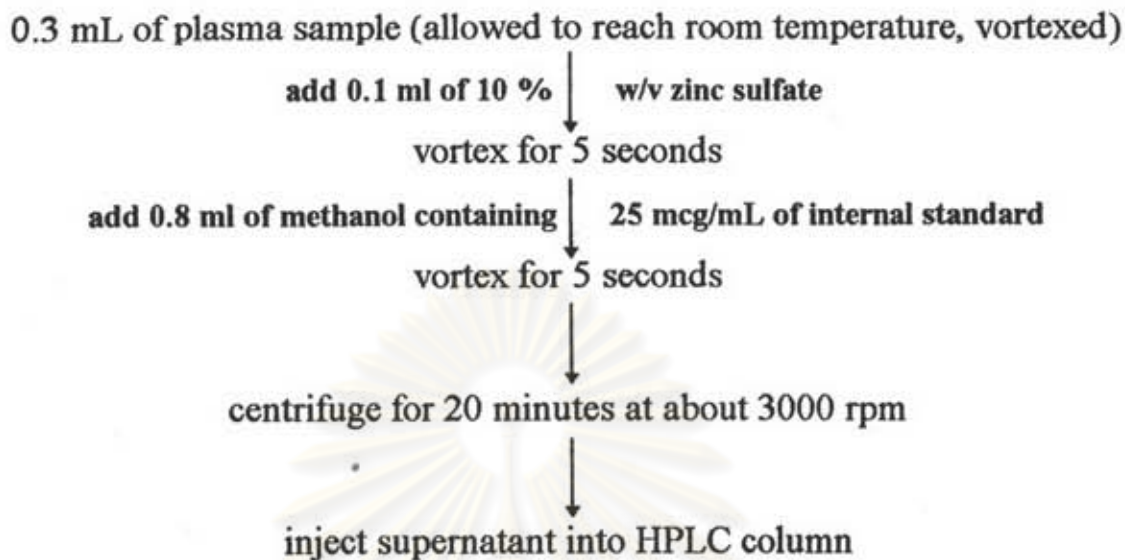 0.3 mL of plasma sample (allowed to reach room temperature, vortexed)
add 0.1 ml of 10 % w/v zinc sulfate
vortex for 5 seconds
add 0.8 ml of methanol containing 25 mcg/mL of internal standard
vortex for 5 seconds
centrifuge for 20 minutes at about 3000 rpm
inject supernatant into HPLC column